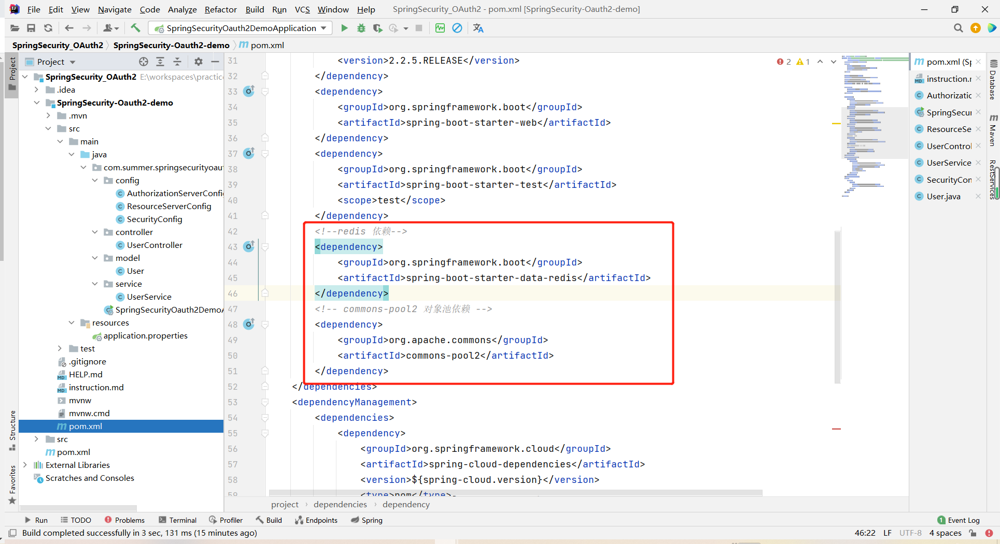 File Edit View Navigate Code Analyze Refactor Build Run VCS Window Help SpringSecurity_OAuth2 - pom.xml [SpringSecurity-Oauth2-demo]
SpringSecurityOauth2DemoApplication
SpringSecurity_OAuth2 SpringSecurity-Oauth2-demo pom.xml
Project
Project
SpringSecurity_OAuth2 E:\workspaces\practice
.idea
SpringSecurity-Oauth2-demo
.mvn
src
main
java
com.summer.springsecurityoaut
config
AuthorizationServerConfi
ResourceServerConfig
SecurityConfig
controller
UserController
model
User
service
UserService
SpringSecurityOauth2DemoA
resources
application.properties
test
.gitignore
HELP.md
instruction.md
mvnw
mvnw.cmd
pom.xml
src
pom.xml
External Libraries
Scratches and Consoles
Structure
Favorites
31 <version>2.2.5.RELEASE</version>
32 </dependency>
33 <dependency>
34 <groupId>org.springframework.boot</groupId>
35 <artifactId>spring-boot-starter-web</artifactId>
36 </dependency>
37 <dependency>
38 <groupId>org.springframework.boot</groupId>
39 <artifactId>spring-boot-starter-test</artifactId>
40 <scope>test</scope>
41 </dependency>
42 <!--redis 依赖-->
43 <dependency>
44 <groupId>org.springframework.boot</groupId>
45 <artifactId>spring-boot-starter-data-redis</artifactId>
46 </dependency>
47 <!-- commons-pool2 对象池依赖 -->
48 <dependency>
49 <groupId>org.apache.commons</groupId>
50 <artifactId>commons-pool2</artifactId>
51 </dependency>
52 </dependencies>
53 <dependencyManagement>
54 <dependencies>
55 <dependency>
56 <groupId>org.springframework.cloud</groupId>
57 <artifactId>spring-cloud-dependencies</artifactId>
58 <version>${spring-cloud.version}</version>
59 <type>pom</type>
2 1
pom.xml (S
instruction.r
Authorizatic
SpringSecur
ResourceSe
UserControl
UserService
SecurityCon
User.java
Database
Maven
RestServices
project › dependencies › dependency
Run TODO Problems Terminal Profiler Build Endpoints Spring 1 Event Log
Build completed successfully in 3 sec, 131 ms (15 minutes ago) 46:22 LF UTF-8 4 spaces